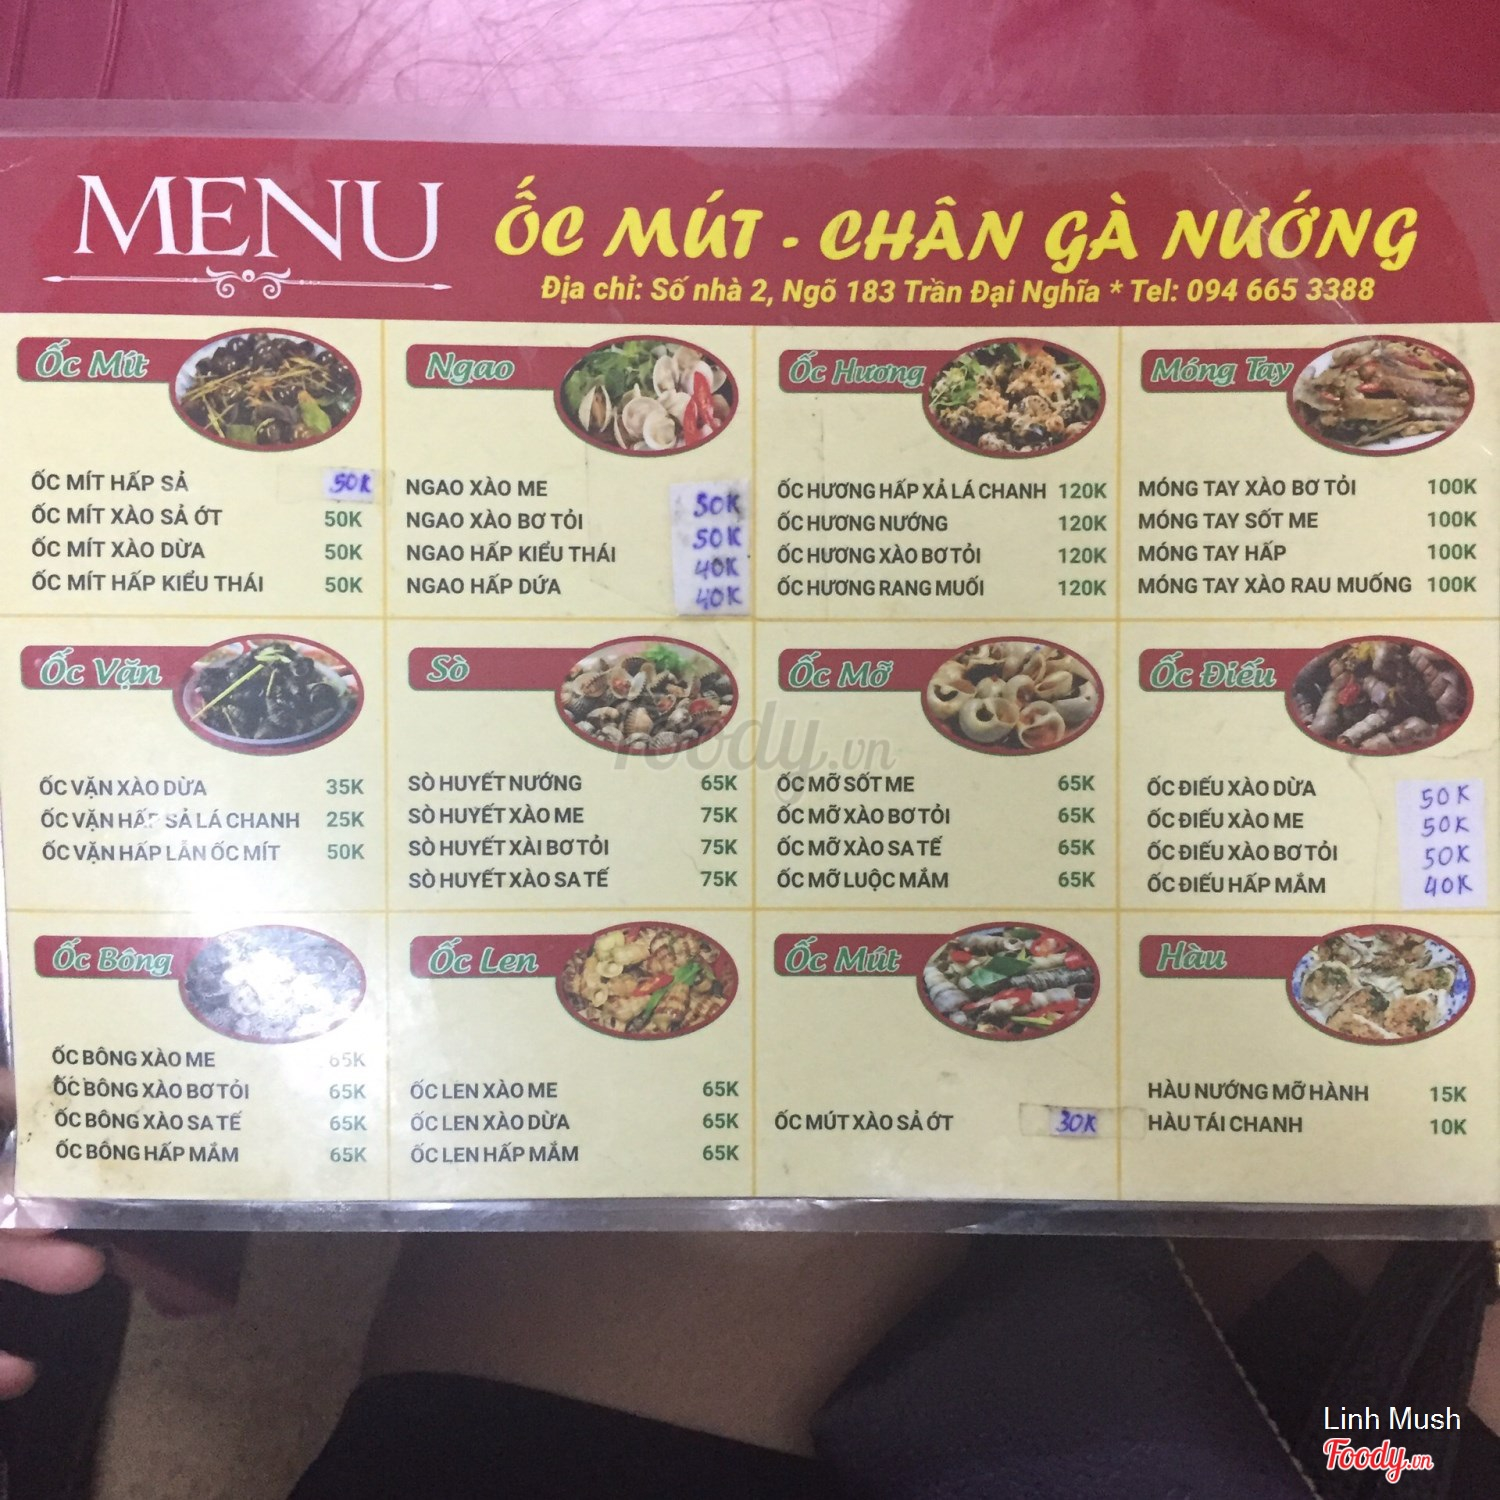 MENU
ỐC MÚT - CHÂN GÀ NƯỚNG
Địa chỉ: Số nhà 2, Ngõ 183 Trần Đại Nghĩa * Tel: 094 665 3388
Ốc Mít
ỐC MÍT HẤP SẢ 50K
ỐC MÍT XÀO SẢ ỚT 50K
ỐC MÍT XÀO DỪA 50K
ỐC MÍT HẤP KIỂU THÁI 50K
Ngao
NGAO XÀO ME 50K
NGAO XÀO BƠ TỎI 50K
NGAO HẤP KIỂU THÁI 40K
NGAO HẤP DỨA 40K
Ốc Hương
ỐC HƯƠNG HẤP XẢ LÁ CHANH 120K
ỐC HƯƠNG NƯỚNG 120K
ỐC HƯƠNG XÀO BƠ TỎI 120K
ỐC HƯƠNG RANG MUỐI 120K
Móng Tay
MÓNG TAY XÀO BƠ TỎI 100K
MÓNG TAY SỐT ME 100K
MÓNG TAY HẤP 100K
MÓNG TAY XÀO RAU MUỐNG 100K
Ốc Vặn
ỐC VẶN XÀO DỪA 35K
ỐC VẶN HẤP SẢ LÁ CHANH 25K
ỐC VẶN HẤP LẪN ỐC MÍT 50K
Sò
SÒ HUYẾT NƯỚNG 65K
SÒ HUYẾT XÀO ME 75K
SÒ HUYẾT XÀI BƠ TỎI 75K
SÒ HUYẾT XÀO SA TẾ 75K
Ốc Mỡ
ỐC MỠ SỐT ME 65K
ỐC MỠ XÀO BƠ TỎI 65K
ỐC MỠ XÀO SA TẾ 65K
ỐC MỠ LUỘC MẮM 65K
Ốc Điếu
ỐC ĐIẾU XÀO DỪA 50K
ỐC ĐIẾU XÀO ME 50K
ỐC ĐIẾU XÀO BƠ TỎI 50K
ỐC ĐIẾU HẤP MẮM 40K
Ốc Bông
ỐC BÔNG XÀO ME 65K
ỐC BÔNG XÀO BƠ TỎI 65K
ỐC BÔNG XÀO SA TẾ 65K
ỐC BÔNG HẤP MẮM 65K
Ốc Len
ỐC LEN XÀO ME 65K
ỐC LEN XÀO DỪA 65K
ỐC LEN HẤP MẮM 65K
Ốc Mút
ỐC MÚT XÀO SẢ ỚT 30K
Hàu
HÀU NƯỚNG MỠ HÀNH 15K
HÀU TÁI CHANH 10K
foody.vn
Linh Mush
Foody.vn